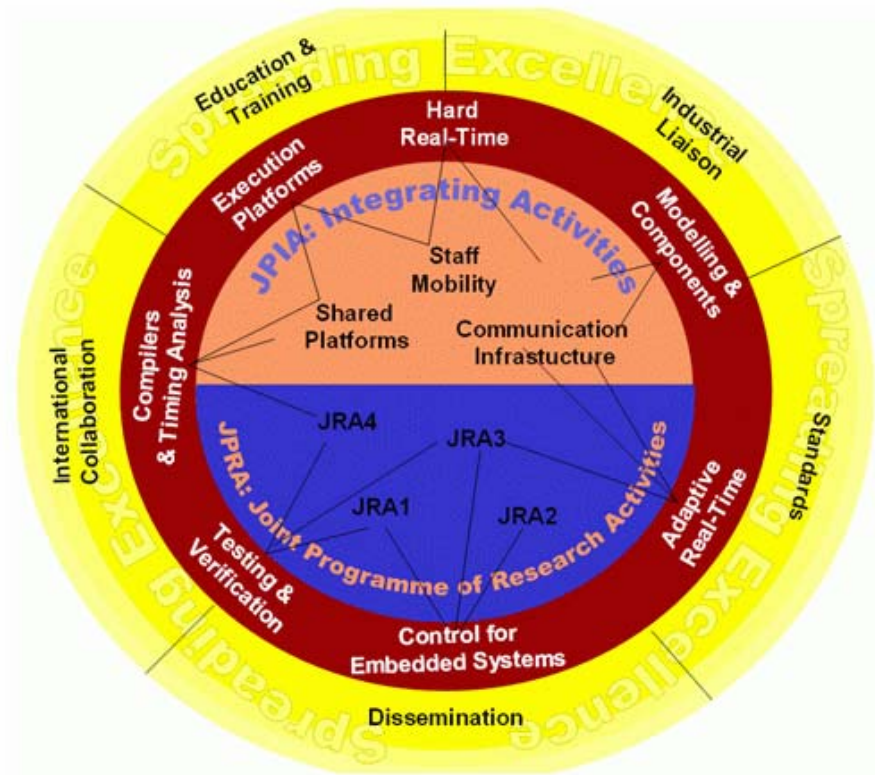 Spreading Excellence
Spreading Excellence
Spreading Excellence
Education &
Training
Industrial
Liaison
Standards
Dissemination
International
Collaboration
Hard
Real-Time
Execution
Platforms
Modelling &
Components
Compilers
& Timing Analysis
Adaptive
Real-Time
Testing &
Verification
Control for
Embedded Systems
JPIA: Integrating Activities
Staff
Mobility
Shared
Platforms
Communication
Infrastucture
JRA4
JRA3
JRA1
JRA2
JPRA: Joint Programme of Research Activities